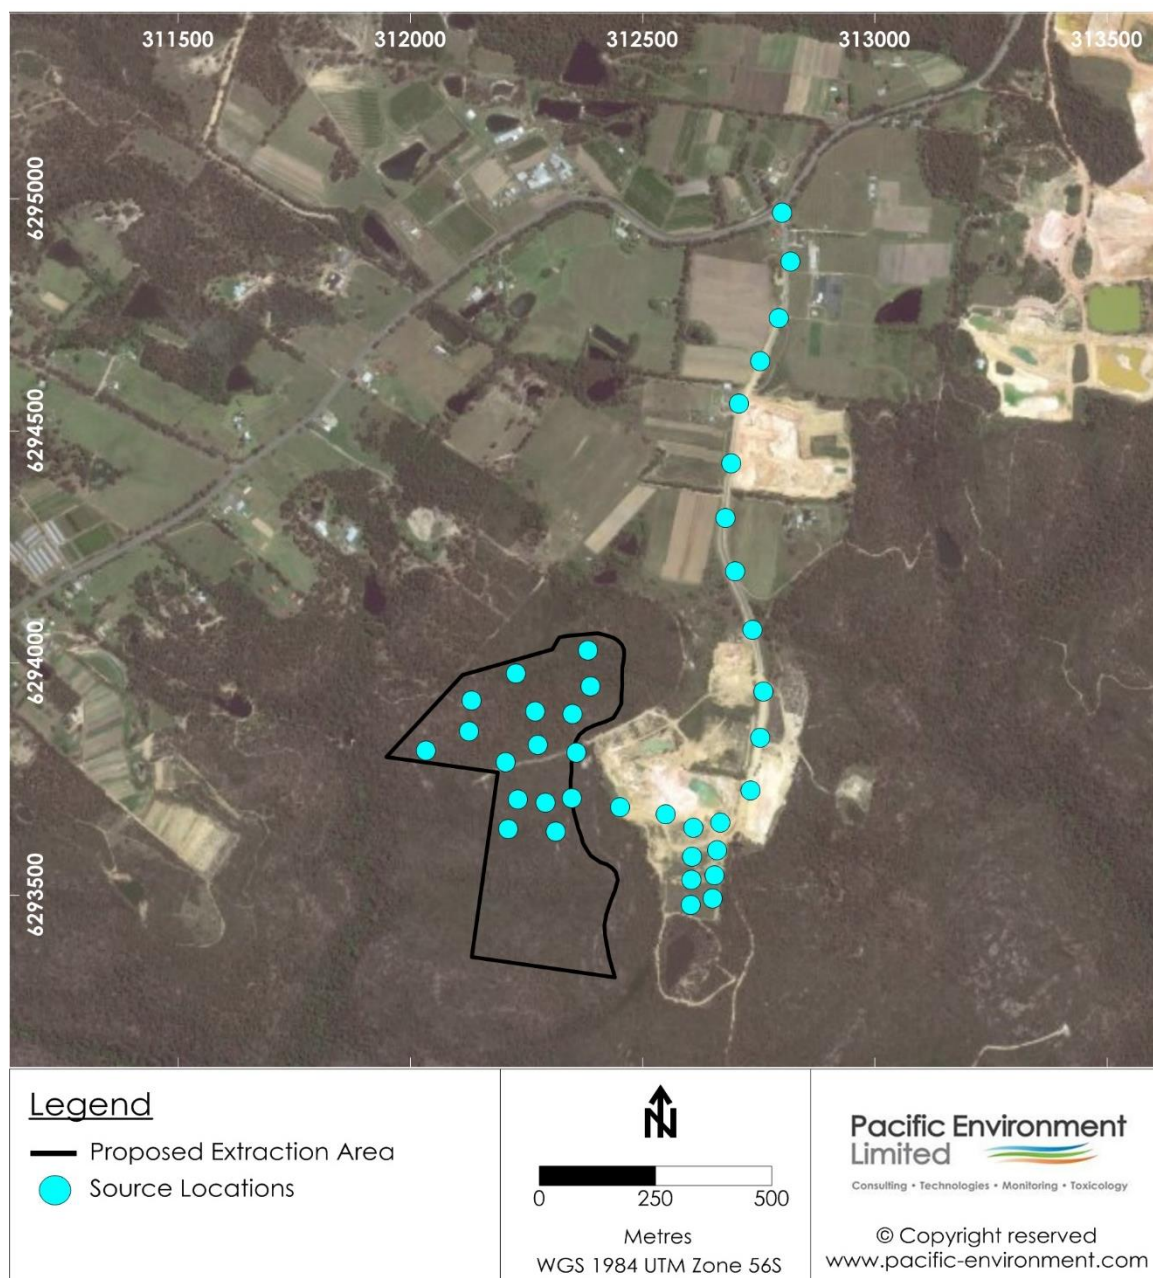 311500 312000 312500 313000 313500
6295000
6294500
6294000
6293500
Legend
Proposed Extraction Area
Source Locations
N
0 250 500
Metres
WGS 1984 UTM Zone 56S
Pacific Environment
Limited
Consulting • Technologies • Monitoring • Toxicology
© Copyright reserved
www.pacific-environment.com